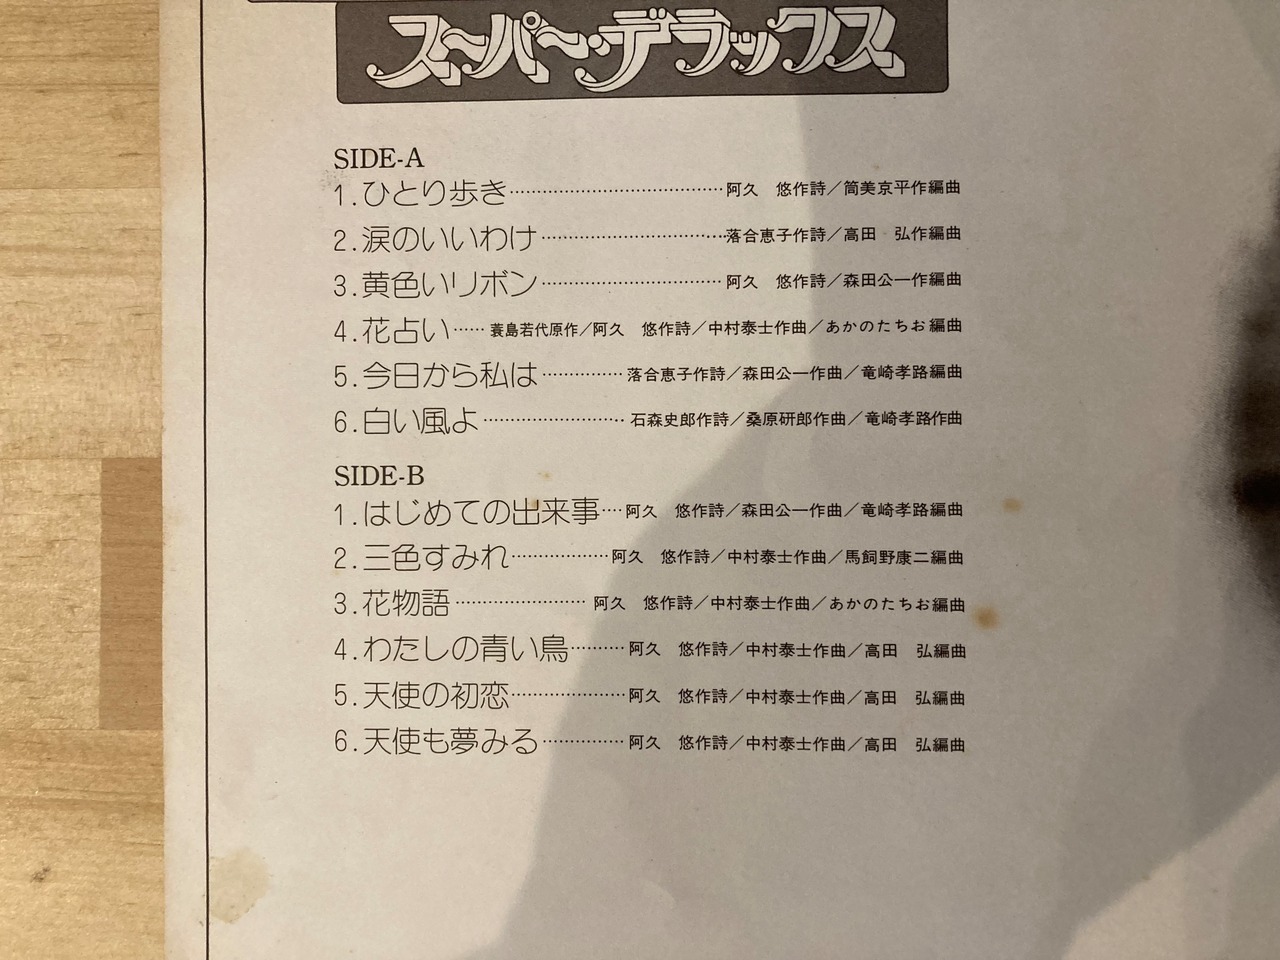 スーパー・デラックス
SIDE-A
1.ひとり歩き……………………………………阿久　悠作詩／筒美京平作編曲
2.涙のいいわけ………………………………落合恵子作詩／高田　弘作編曲
3.黄色いリボン………………………………阿久　悠作詩／森田公一作編曲
4.花占い……蓑島若代原作／阿久　悠作詩／中村泰士作曲／あかのたちお編曲
5.今日から私は……………落合恵子作詩／森田公一作曲／竜崎孝路編曲
6.白い風よ………………………石森史郎作詩／桑原研郎作曲／竜崎孝路作曲
SIDE-B
1.はじめての出来事…阿久　悠作詩／森田公一作曲／竜崎孝路編曲
2.三色すみれ………………阿久　悠作詩／中村泰士作曲／馬飼野康二編曲
3.花物語……………………阿久　悠作詩／中村泰士作曲／あかのたちお編曲
4.わたしの青い鳥………阿久　悠作詩／中村泰士作曲／高田　弘編曲
5.天使の初恋…………………阿久　悠作詩／中村泰士作曲／高田　弘編曲
6.天使も夢みる……………阿久　悠作詩／中村泰士作曲／高田　弘編曲